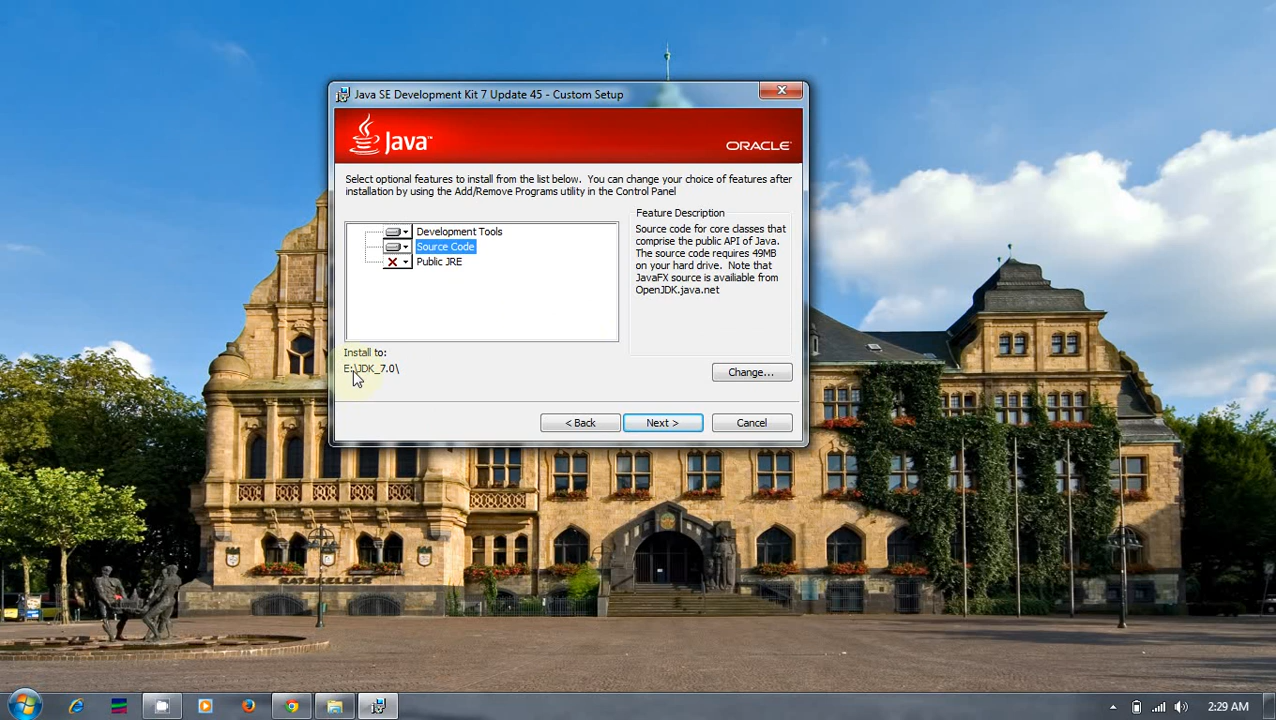 Java SE Development Kit 7 Update 45 - Custom Setup
Java™
ORACLE
Select optional features to install from the list below. You can change your choice of features after
installation by using the Add/Remove Programs utility in the Control Panel
Development Tools
Source Code
Public JRE
Feature Description
Source code for core classes that
comprise the public API of Java.
The source code requires 49MB
on your hard drive. Note that
JavaFX source is availiable from
OpenJDK.java.net
Install to:
E:\JDK_7.0\
Change...
< Back
Next >
Cancel
RATSKELLER
2:29 AM